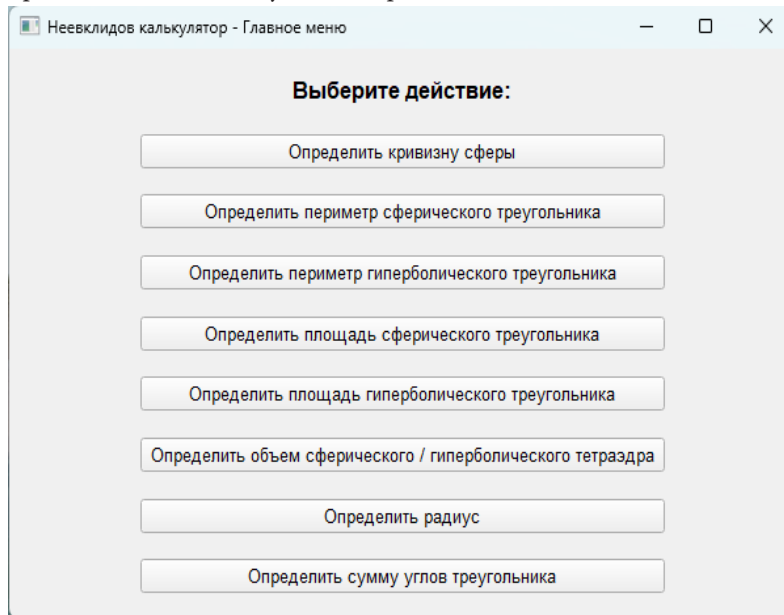 Неевклидов калькулятор - Главное меню
Выберите действие:
Определить кривизну сферы
Определить периметр сферического треугольника
Определить периметр гиперболического треугольника
Определить площадь сферического треугольника
Определить площадь гиперболического треугольника
Определить объем сферического / гиперболического тетраэдра
Определить радиус
Определить сумму углов треугольника